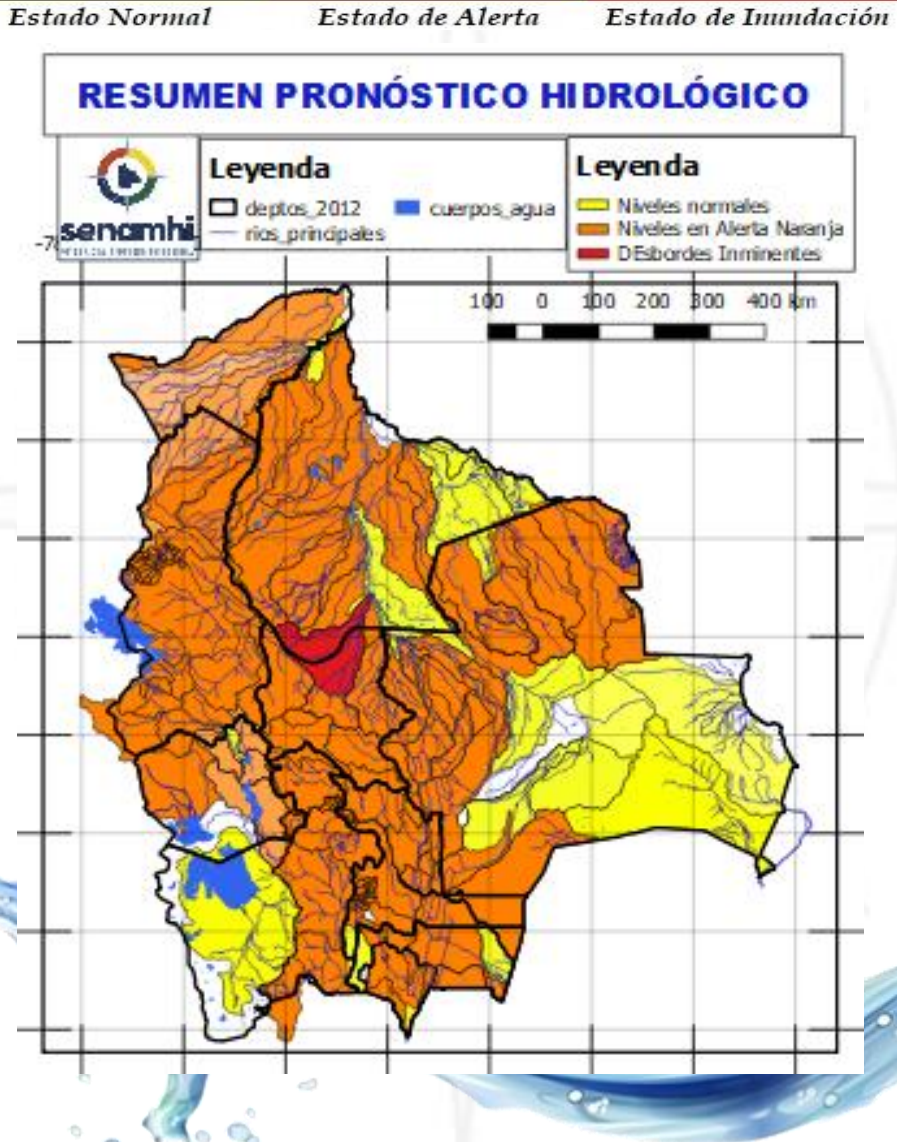 Estado Normal Estado de Alerta Estado de Inundación
RESUMEN PRONÓSTICO HIDROLÓGICO
senamhi
Leyenda
deptos_2012 cuerpos_agua
rios_principales
Leyenda
Niveles normales
Niveles en Alerta Naranja
DEsbordes Inminentes
-70
100 0 100 200 300 400 km